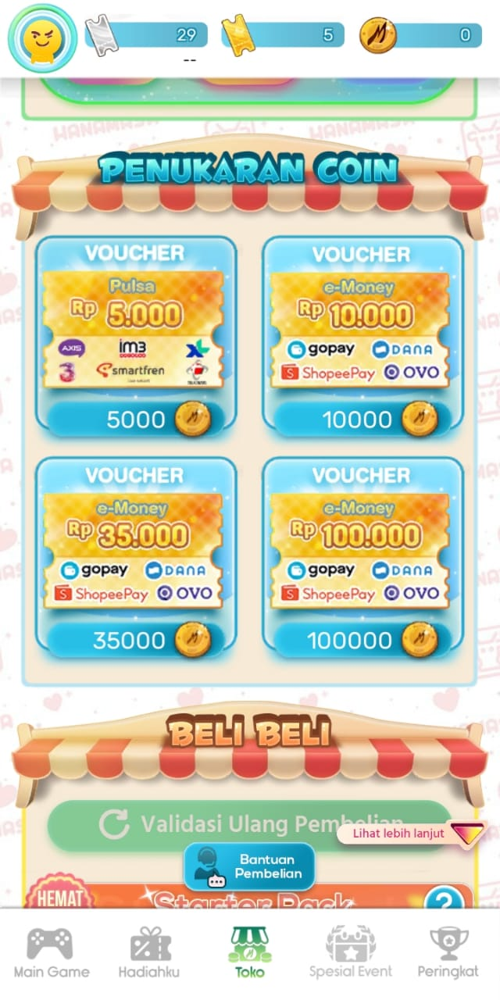 29
5
0
--
PENUKARAN COIN
VOUCHER
Pulsa
Rp 5.000
AXIS
im3
XL
3
smartfren
5000
VOUCHER
e-Money
Rp 10.000
gopay
DANA
ShopeePay
OVO
10000
VOUCHER
e-Money
Rp 35.000
gopay
DANA
ShopeePay
OVO
35000
VOUCHER
e-Money
Rp 100.000
gopay
DANA
ShopeePay
OVO
100000
BELI BELI
Validasi Ulang Pembelian
Lihat lebih lanjut
Bantuan
Pembelian
HEMAT
Starter Pack
?
Main Game
Hadiahku
Toko
Spesial Event
Peringkat